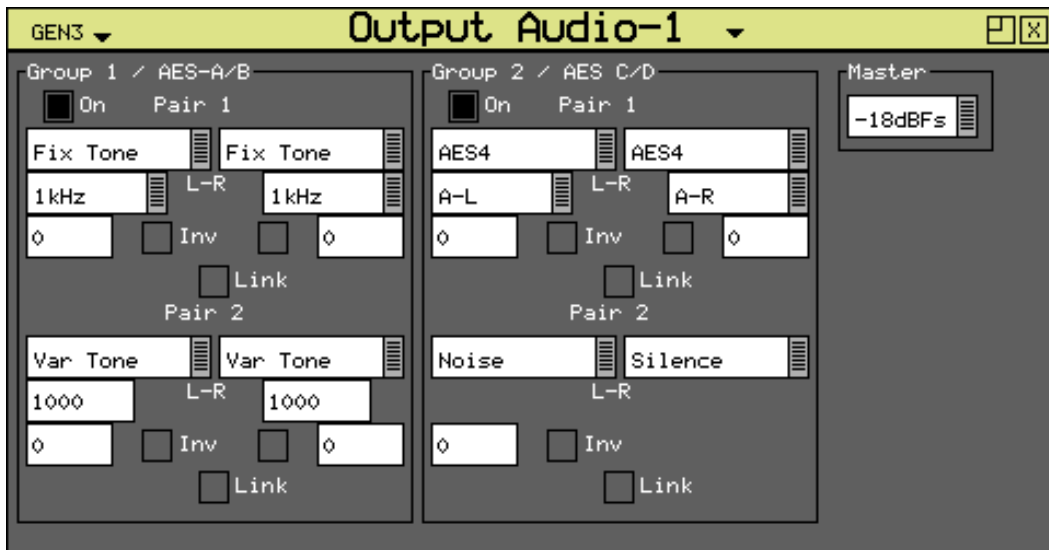 GEN3 Output Audio-1
Group 1 / AES-A/B
On Pair 1
Fix Tone Fix Tone
1kHz L-R 1kHz
0 Inv 0
Link
Pair 2
Var Tone Var Tone
1000 L-R 1000
0 Inv 0
Link
Group 2 / AES C/D
On Pair 1
AES4 AES4
A-L L-R A-R
0 Inv 0
Link
Pair 2
Noise Silence
L-R
0 Inv
Link
Master
-18dBFs